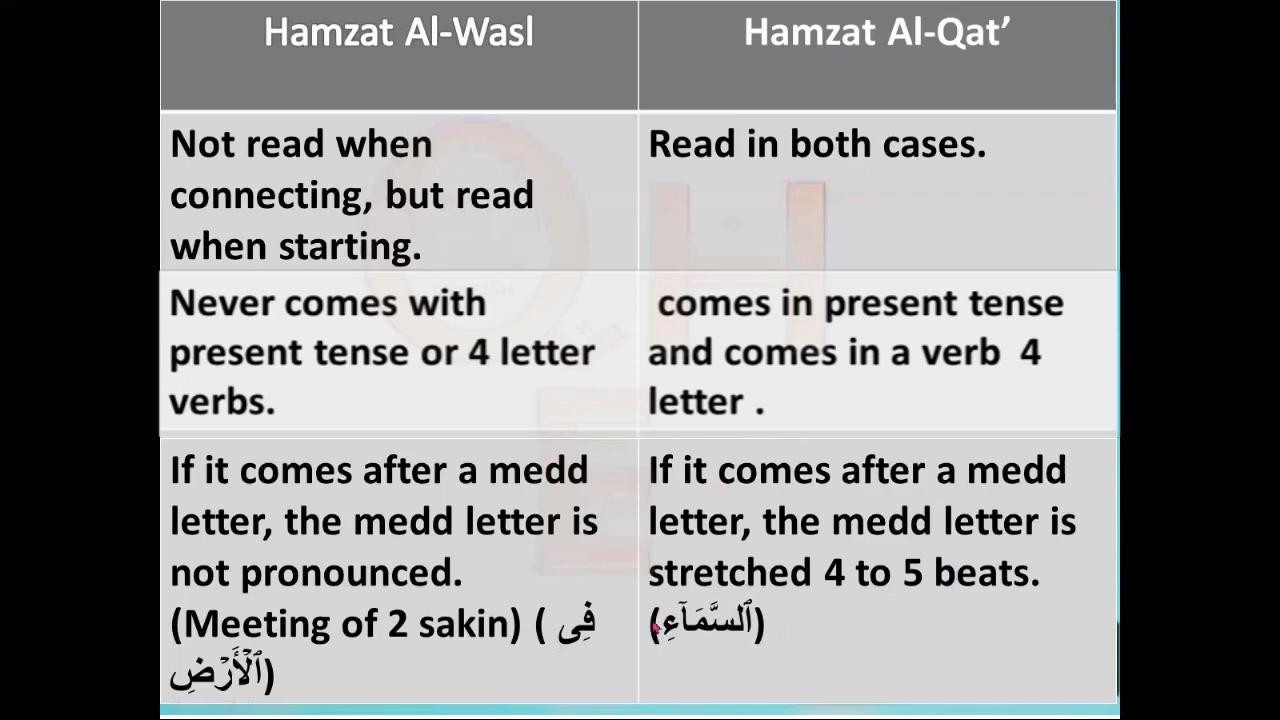 Hamzat Al-Wasl
Hamzat Al-Qat’
Not read when
connecting, but read
when starting.
Read in both cases.
Never comes with
present tense or 4 letter
verbs.
comes in present tense
and comes in a verb 4
letter .
If it comes after a medd
letter, the medd letter is
not pronounced.
(Meeting of 2 sakin) ( فِى
ٱلْأَرْضِ)
If it comes after a medd
letter, the medd letter is
stretched 4 to 5 beats.
(ٱلسَّمَآءِ)